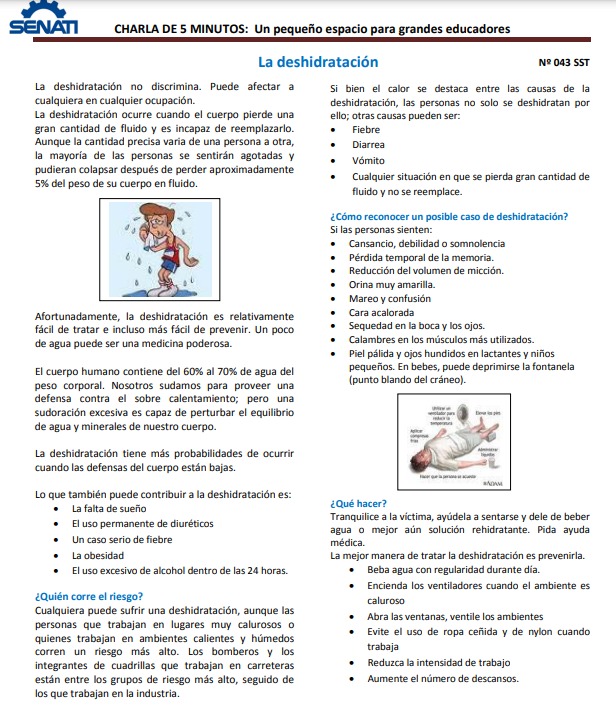 SENATI
CHARLA DE 5 MINUTOS: Un pequeño espacio para grandes educadores
La deshidratación
Nº 043 SST
La deshidratación no discrimina. Puede afectar a
cualquiera en cualquier ocupación.
La deshidratación ocurre cuando el cuerpo pierde una
gran cantidad de fluido y es incapaz de reemplazarlo.
Aunque la cantidad precisa varia de una persona a otra,
la mayoría de las personas se sentirán agotadas y
pudieran colapsar después de perder aproximadamente
5% del peso de su cuerpo en fluido.
Afortunadamente, la deshidratación es relativamente
fácil de tratar e incluso más fácil de prevenir. Un poco
de agua puede ser una medicina poderosa.
El cuerpo humano contiene del 60% al 70% de agua del
peso corporal. Nosotros sudamos para proveer una
defensa contra el sobre calentamiento; pero una
sudoración excesiva es capaz de perturbar el equilibrio
de agua y minerales de nuestro cuerpo.
La deshidratación tiene más probabilidades de ocurrir
cuando las defensas del cuerpo están bajas.
Lo que también puede contribuir a la deshidratación es:
• La falta de sueño
• El uso permanente de diuréticos
• Un caso serio de fiebre
• La obesidad
• El uso excesivo de alcohol dentro de las 24 horas.
¿Quién corre el riesgo?
Cualquiera puede sufrir una deshidratación, aunque las
personas que trabajan en lugares muy calurosos o
quienes trabajan en ambientes calientes y húmedos
corren un riesgo más alto. Los bomberos y los
integrantes de cuadrillas que trabajan en carreteras
están entre los grupos de riesgo más alto, seguido de
los que trabajan en la industria.
Si bien el calor se destaca entre las causas de la
deshidratación, las personas no solo se deshidratan por
ello; otras causas pueden ser:
• Fiebre
• Diarrea
• Vómito
• Cualquier situación en que se pierda gran cantidad de
fluido y no se reemplace.
¿Cómo reconocer un posible caso de deshidratación?
Si las personas sienten:
• Cansancio, debilidad o somnolencia
• Pérdida temporal de la memoria.
• Reducción del volumen de micción.
• Orina muy amarilla.
• Mareo y confusión
• Cara acalorada
• Sequedad en la boca y los ojos.
• Calambres en los músculos más utilizados.
• Piel pálida y ojos hundidos en lactantes y niños
pequeños. En bebes, puede deprimirse la fontanela
(punto blando del cráneo).
Utilizar un
ventilador para
reducir la
temperatura
Eleve los pies
Aplicar
compresas
frías
Administrar
líquidos
Hacer que la persona se acueste
ADAM.
¿Qué hacer?
Tranquilice a la víctima, ayúdela a sentarse y dele de beber
agua o mejor aún solución rehidratante. Pida ayuda
médica.
La mejor manera de tratar la deshidratación es prevenirla.
• Beba agua con regularidad durante día.
• Encienda los ventiladores cuando el ambiente es
caluroso
• Abra las ventanas, ventile los ambientes
• Evite el uso de ropa ceñida y de nylon cuando
trabaja
• Reduzca la intensidad de trabajo
• Aumente el número de descansos.